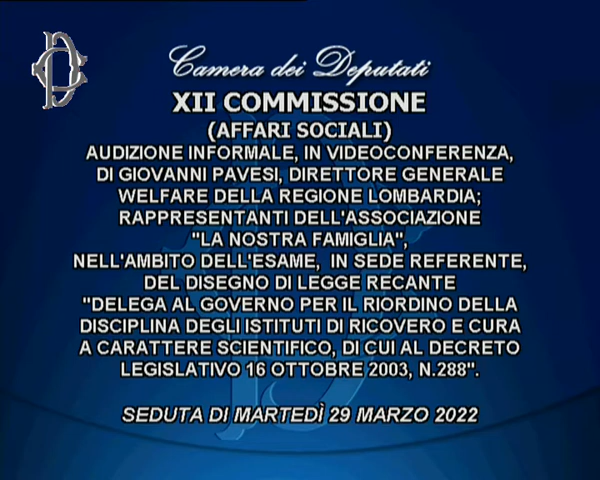 Camera dei Deputati
XII COMMISSIONE
(AFFARI SOCIALI)
AUDIZIONE INFORMALE, IN VIDEOCONFERENZA,
DI GIOVANNI PAVESI, DIRETTORE GENERALE
WELFARE DELLA REGIONE LOMBARDIA;
RAPPRESENTANTI DELL'ASSOCIAZIONE
"LA NOSTRA FAMIGLIA",
NELL'AMBITO DELL'ESAME, IN SEDE REFERENTE,
DEL DISEGNO DI LEGGE RECANTE
"DELEGA AL GOVERNO PER IL RIORDINO DELLA
DISCIPLINA DEGLI ISTITUTI DI RICOVERO E CURA
A CARATTERE SCIENTIFICO, DI CUI AL DECRETO
LEGISLATIVO 16 OTTOBRE 2003, N.288".
SEDUTA DI MARTEDÌ 29 MARZO 2022